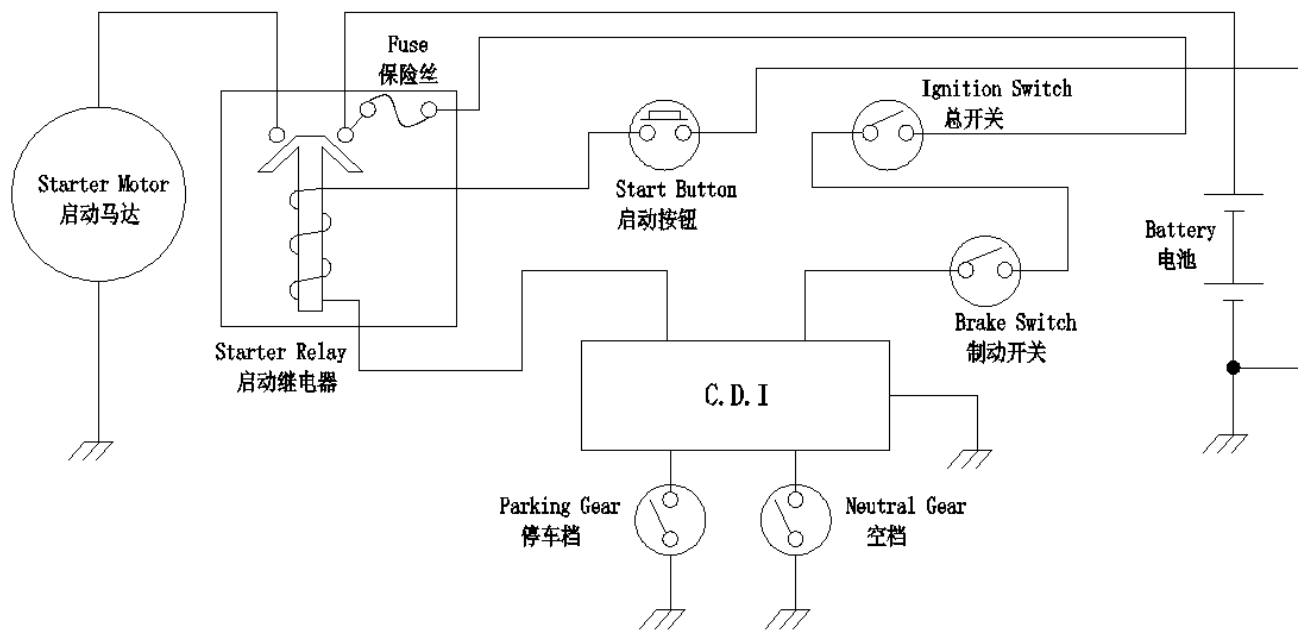 Fuse
保险丝
Ignition Switch
总开关
Starter Motor
启动马达
Start Button
启动按钮
Battery
电池
Brake Switch
制动开关
Starter Relay
启动继电器
C.D.I
Parking Gear
停车档
Neutral Gear
空档